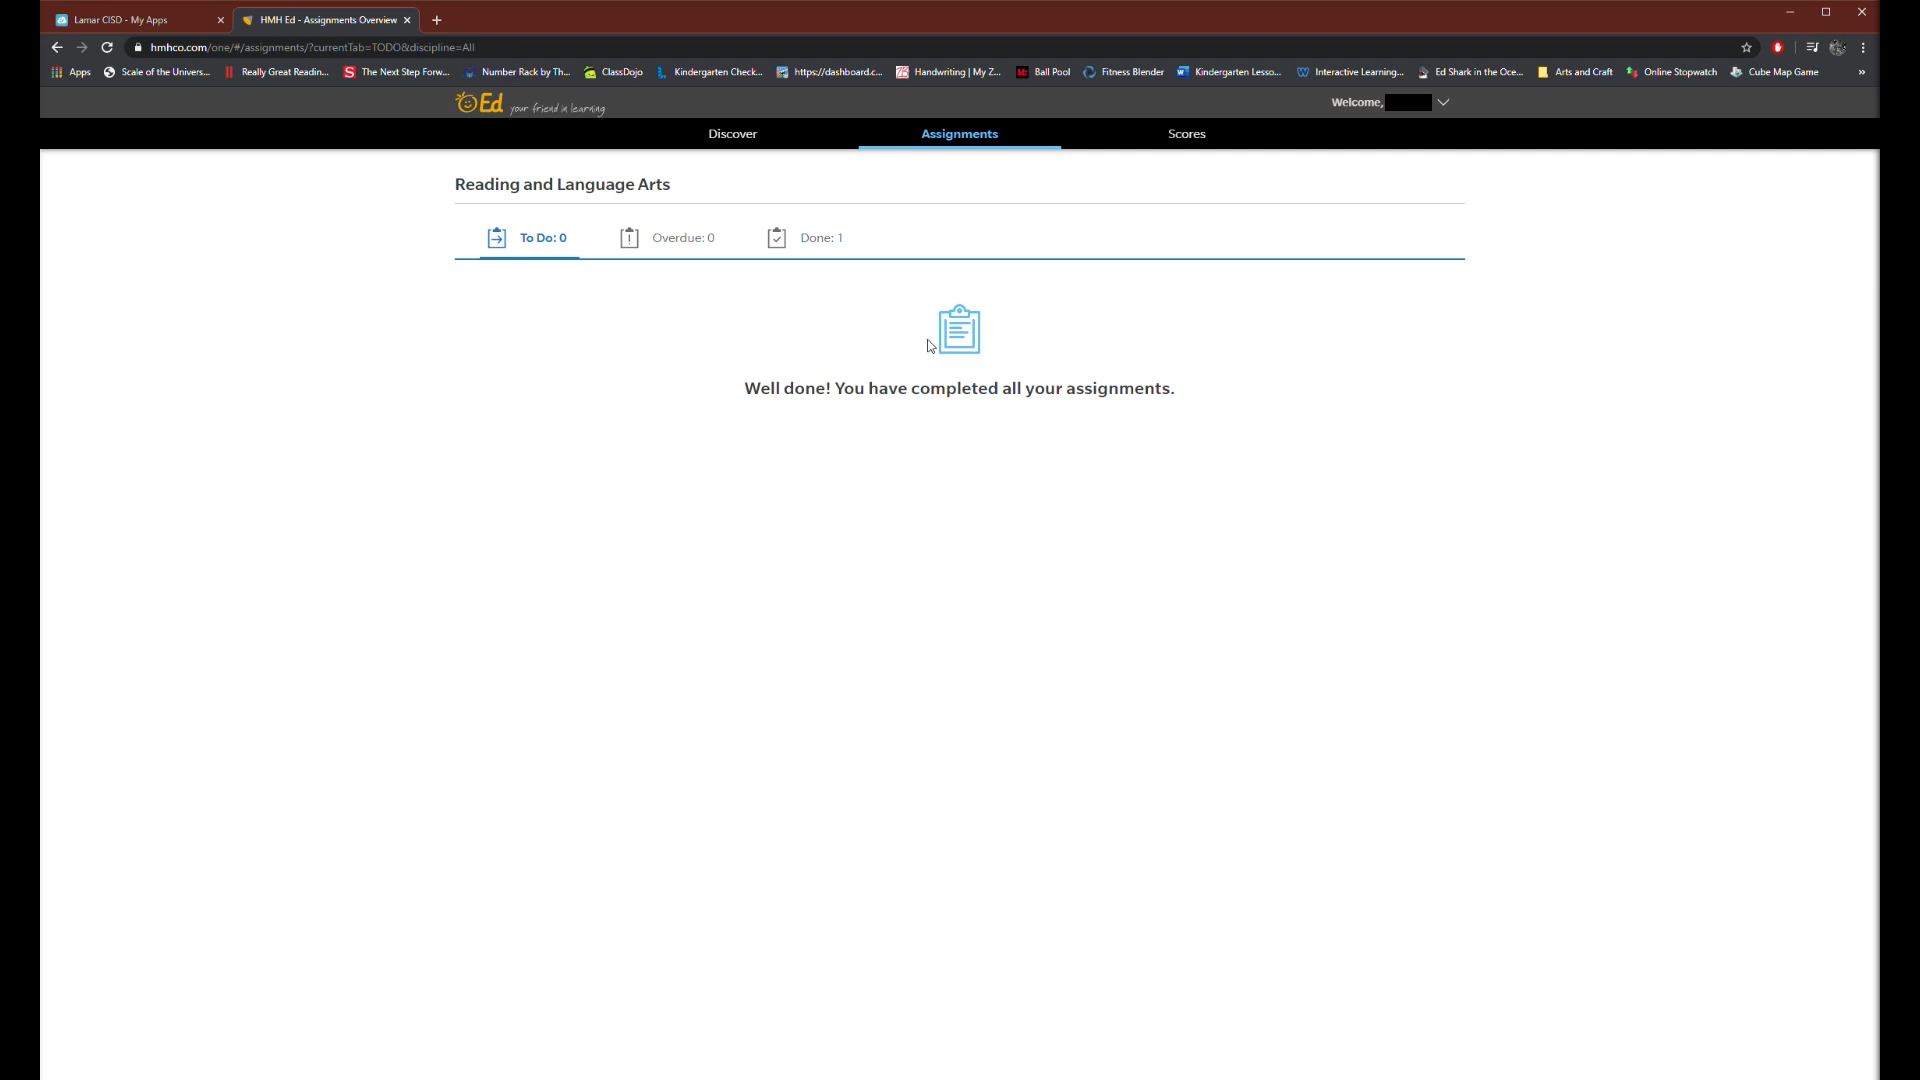 Lamar CISD - My Apps
HMH Ed - Assignments Overview
hmhco.com/one/#/assignments/?currentTab=TODO&discipline=All
Apps Scale of the Univers... Really Great Readin... The Next Step Forw... Number Rack by Th... ClassDojo Kindergarten Check... https://dashboard.c... Handwriting | My Z... Ball Pool Fitness Blender Kindergarten Lesso... Interactive Learning... Ed Shark in the Oce... Arts and Craft Online Stopwatch Cube Map Game »
Ed your friend in learning
Welcome,
Discover Assignments Scores
Reading and Language Arts
To Do: 0 Overdue: 0 Done: 1
Well done! You have completed all your assignments.